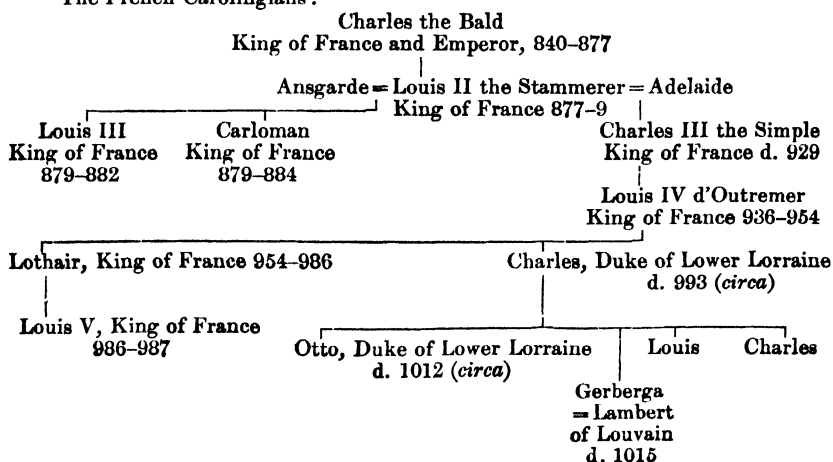 The French Carolingians:
Charles the Bald
King of France and Emperor, 840–877
Ansgarde = Louis II the Stammerer = Adelaide
King of France 877–9
Louis III Carloman Charles III the Simple
King of France King of France King of France d. 929
879–882 879–884
Louis IV d'Outremer
King of France 936–954
Lothair, King of France 954–986 Charles, Duke of Lower Lorraine
d. 993 (circa)
Louis V, King of France
986–987
Otto, Duke of Lower Lorraine Louis Charles
d. 1012 (circa)
Gerberga
= Lambert
of Louvain
d. 1015